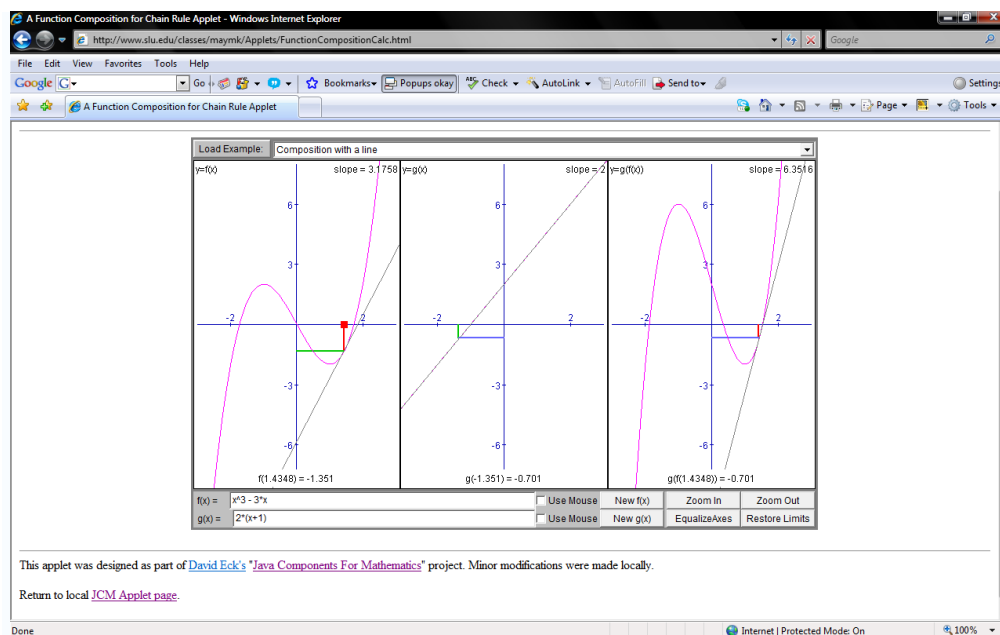 A Function Composition for Chain Rule Applet - Windows Internet Explorer
http://www.slu.edu/classes/maymk/Applets/FunctionCompositionCalc.html Google
File Edit View Favorites Tools Help
Google G Go Bookmarks Popups okay ABC Check AutoLink AutoFill Send to Settings
A Function Composition for Chain Rule Applet Page Tools
Load Example: Composition with a line
y=f(x) slope = 3.1758 y=g(x) slope = 2 y=g(f(x)) slope = 6.3516
6 6 6
3 3 3
-2 2 -2 2 -2 2
-3 -3 -3
-6 -6 -6
f(1.4348) = -1.351 g(-1.351) = -0.701 g(f(1.4348)) = -0.701
f(x) = x^3 - 3*x Use Mouse New f(x) Zoom In Zoom Out
g(x) = 2*(x+1) Use Mouse New g(x) EqualizeAxes Restore Limits
This applet was designed as part of David Eck's "Java Components For Mathematics" project. Minor modifications were made locally.
Return to local JCM Applet page.
Done Internet | Protected Mode: On 100%